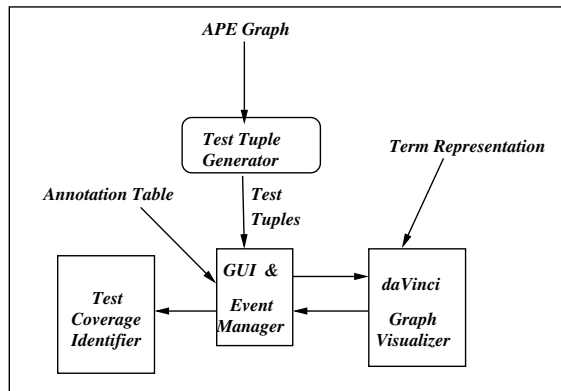 APE Graph
Test Tuple
Generator
Term Representation
Annotation Table
Test
Tuples
GUI &
Event
Manager
daVinci
Graph
Visualizer
Test
Coverage
Identifier